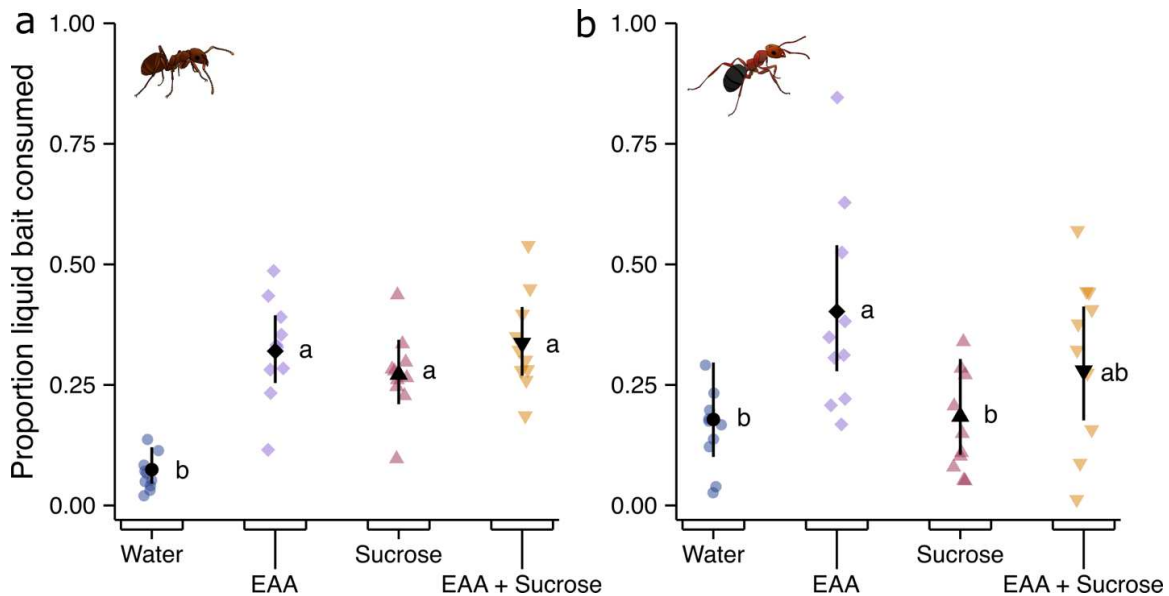 a
Proportion liquid bait consumed
1.00
0.75
0.50
0.25
0.00
b
a
a
a
Water
EAA
Sucrose
EAA + Sucrose
b
1.00
0.75
0.50
0.25
0.00
b
a
b
ab
Water
EAA
Sucrose
EAA + Sucrose